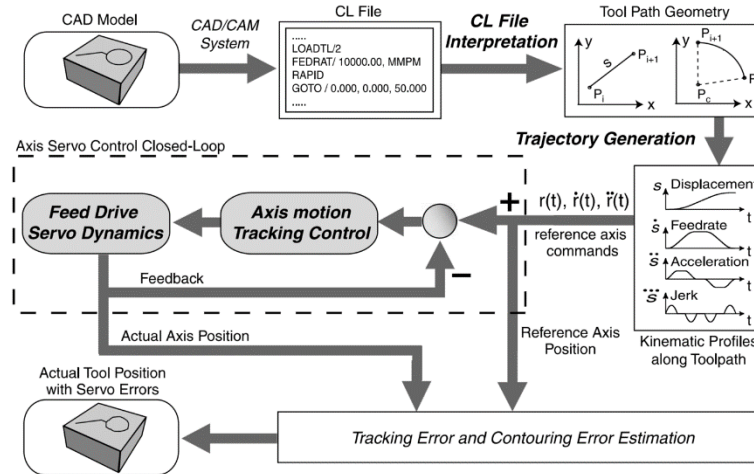 CAD Model
CAD/CAM
System
CL File
.....
LOADTL/2
FEDRAT/ 10000.00, MMPM
RAPID
GOTO / 0.000, 0.000, 50.000
.....
CL File
Interpretation
Tool Path Geometry
y
s
P i+1
P i
x
y
P i+1
P c
P
x
Trajectory Generation
Axis Servo Control Closed-Loop
Feed Drive
Servo Dynamics
Axis motion
Tracking Control
+
−
r(t), ṙ(t), r̈(t)
reference axis
commands
Feedback
s Displacement
t
ṡ Feedrate
t
s̈ Acceleration
t
s⃛ Jerk
t
Kinematic Profiles
along Toolpath
Actual Axis Position
Reference Axis
Position
Actual Tool Position
with Servo Errors
Tracking Error and Contouring Error Estimation